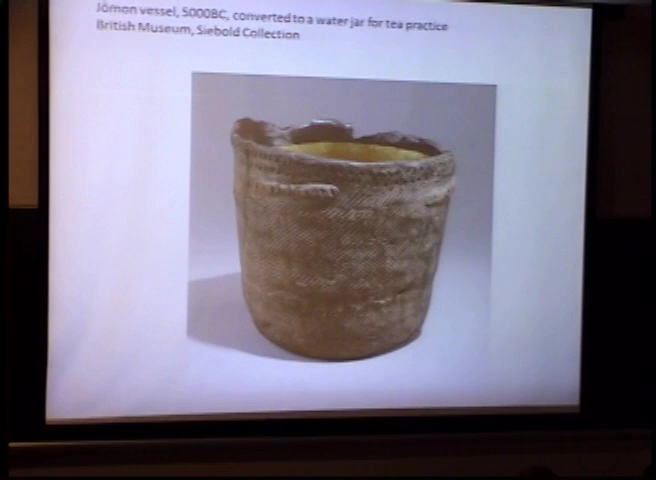 Jōmon vessel, 5000BC, converted to a water jar for tea practice
British Museum, Siebold Collection